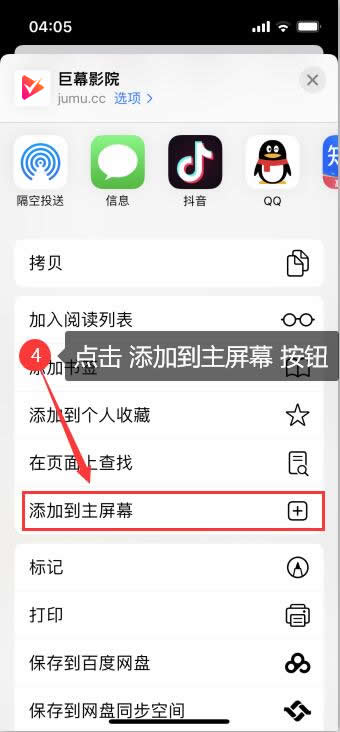 04:05
巨幕影院
jumu.cc 选项 >
隔空投送 信息 抖音 QQ 知
拷贝
加入阅读列表
4 点击 添加到主屏幕 按钮
添加书签
添加到个人收藏
在页面上查找
添加到主屏幕
标记
打印
保存到百度网盘
保存到网盘同步空间